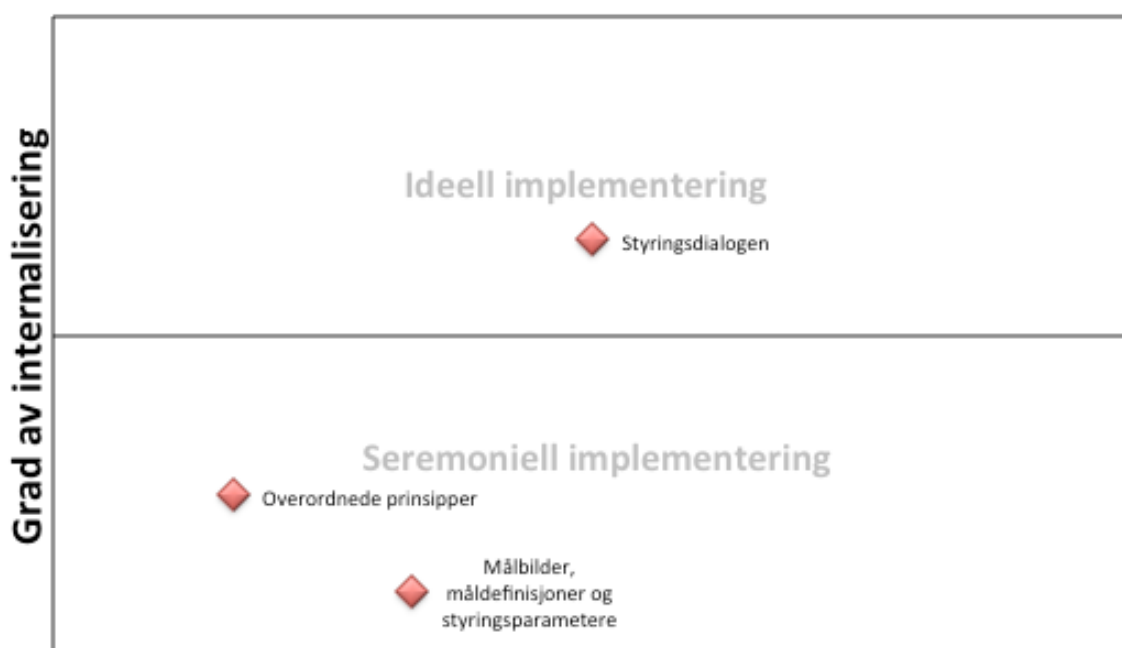 Grad av internalisering
Ideell implementering
Styringsdialogen
Seremoniell implementering
Overordnede prinsipper
Målbilder,
måldefinisjoner og
styringsparametere